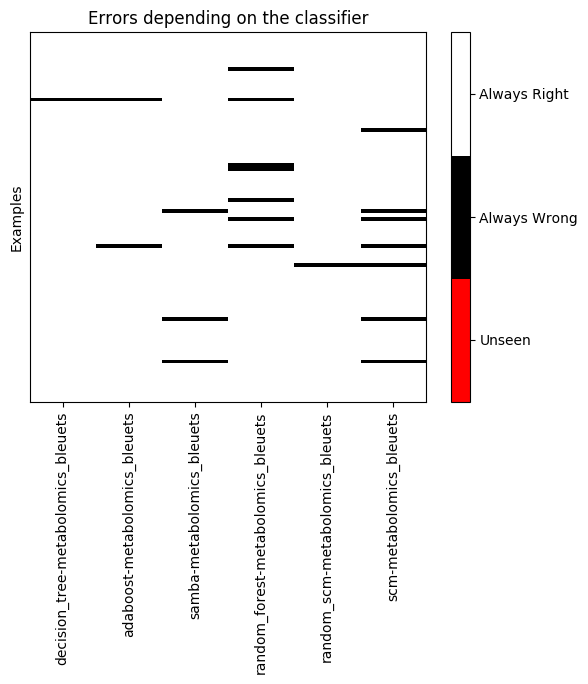 Errors depending on the classifier
Examples
Always Right
Always Wrong
Unseen
decision_tree-metabolomics_bleuets
adaboost-metabolomics_bleuets
samba-metabolomics_bleuets
random_forest-metabolomics_bleuets
random_scm-metabolomics_bleuets
scm-metabolomics_bleuets